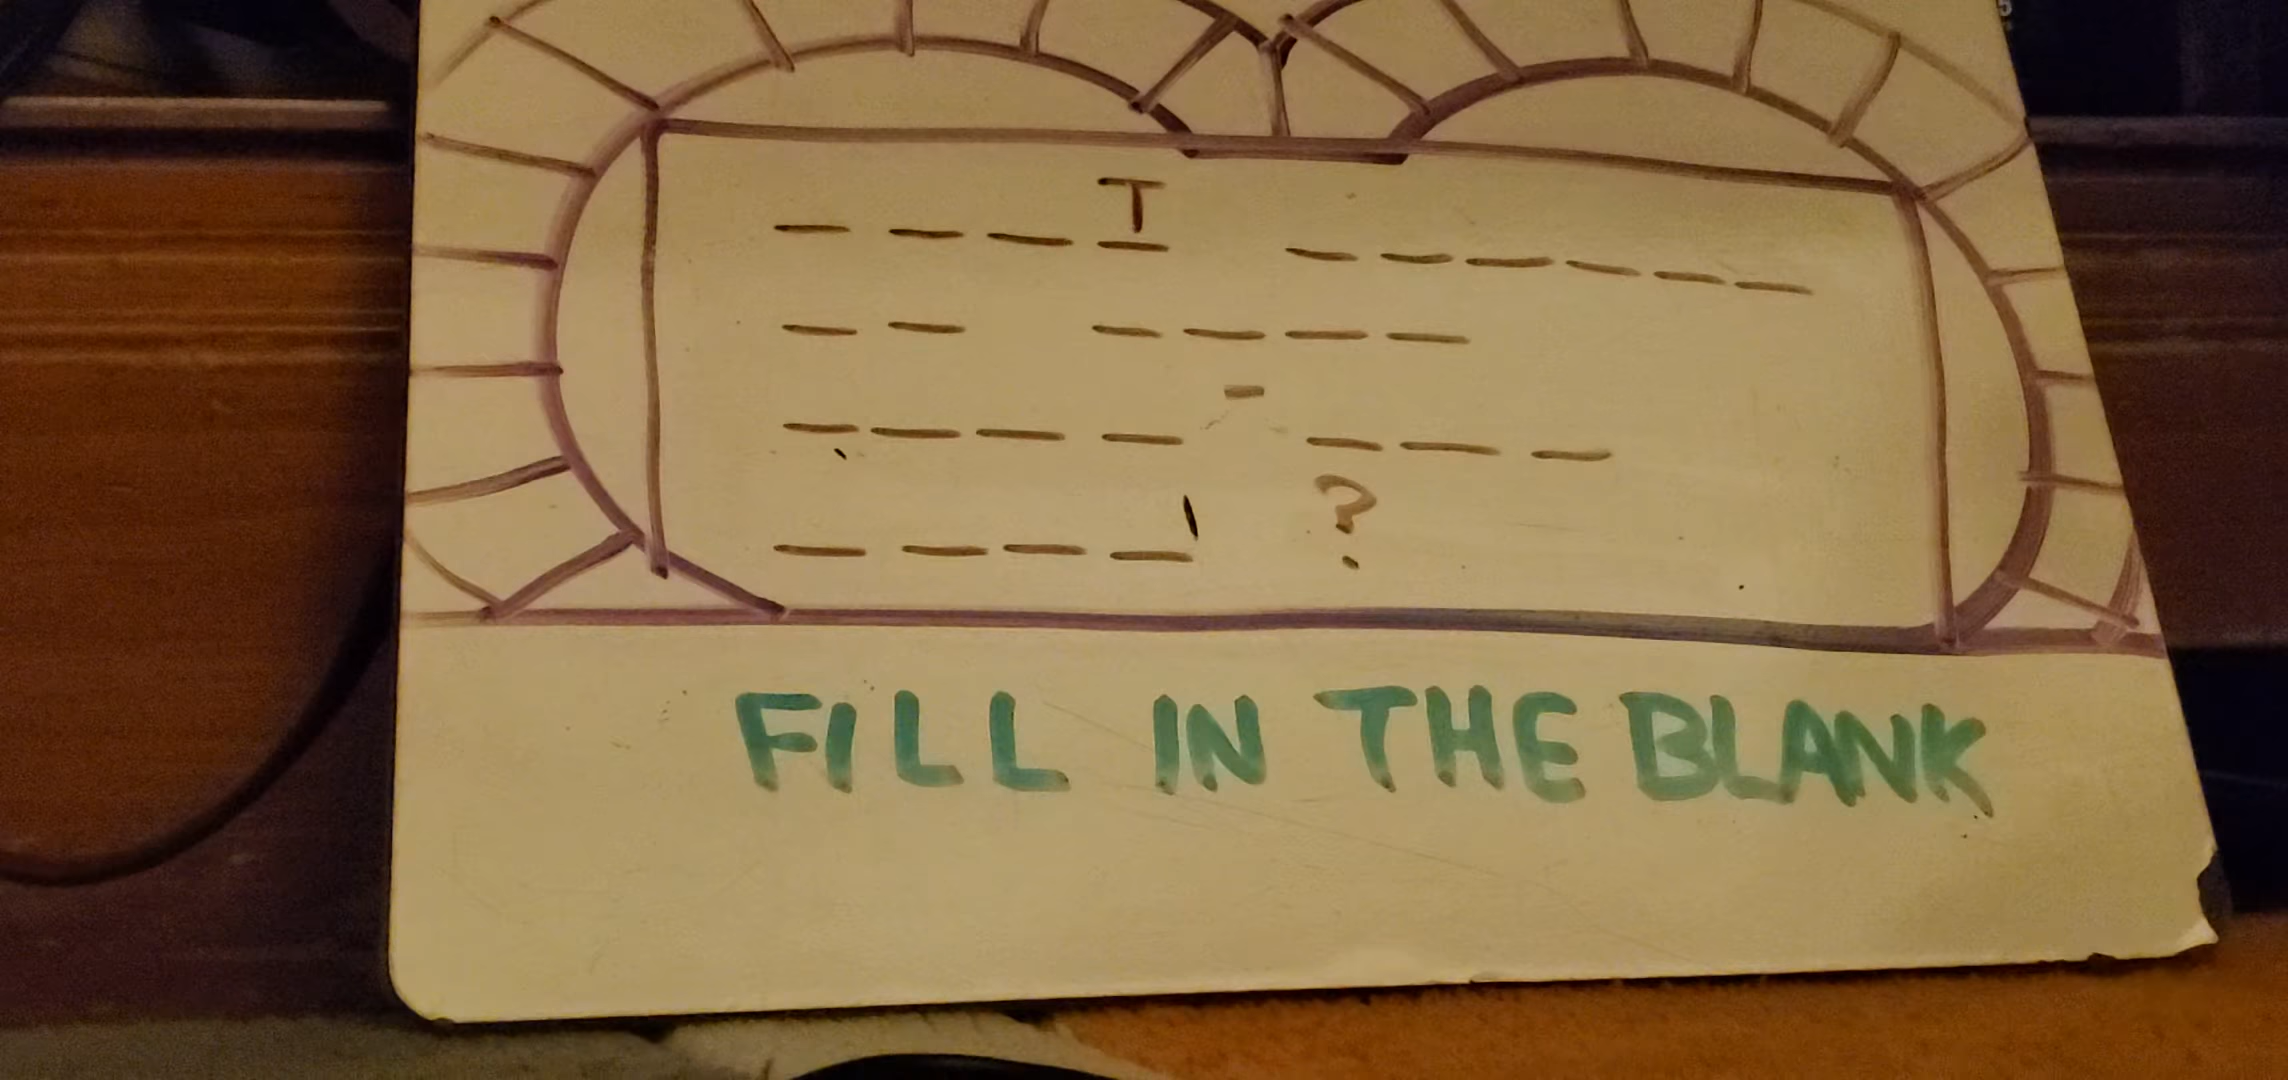 _ _ _ T _ _ _ _ _ _
_ _ _ _ _ _
_ _ _ _ - _ _ _
_ _ _ _ ' ?
FILL IN THE BLANK